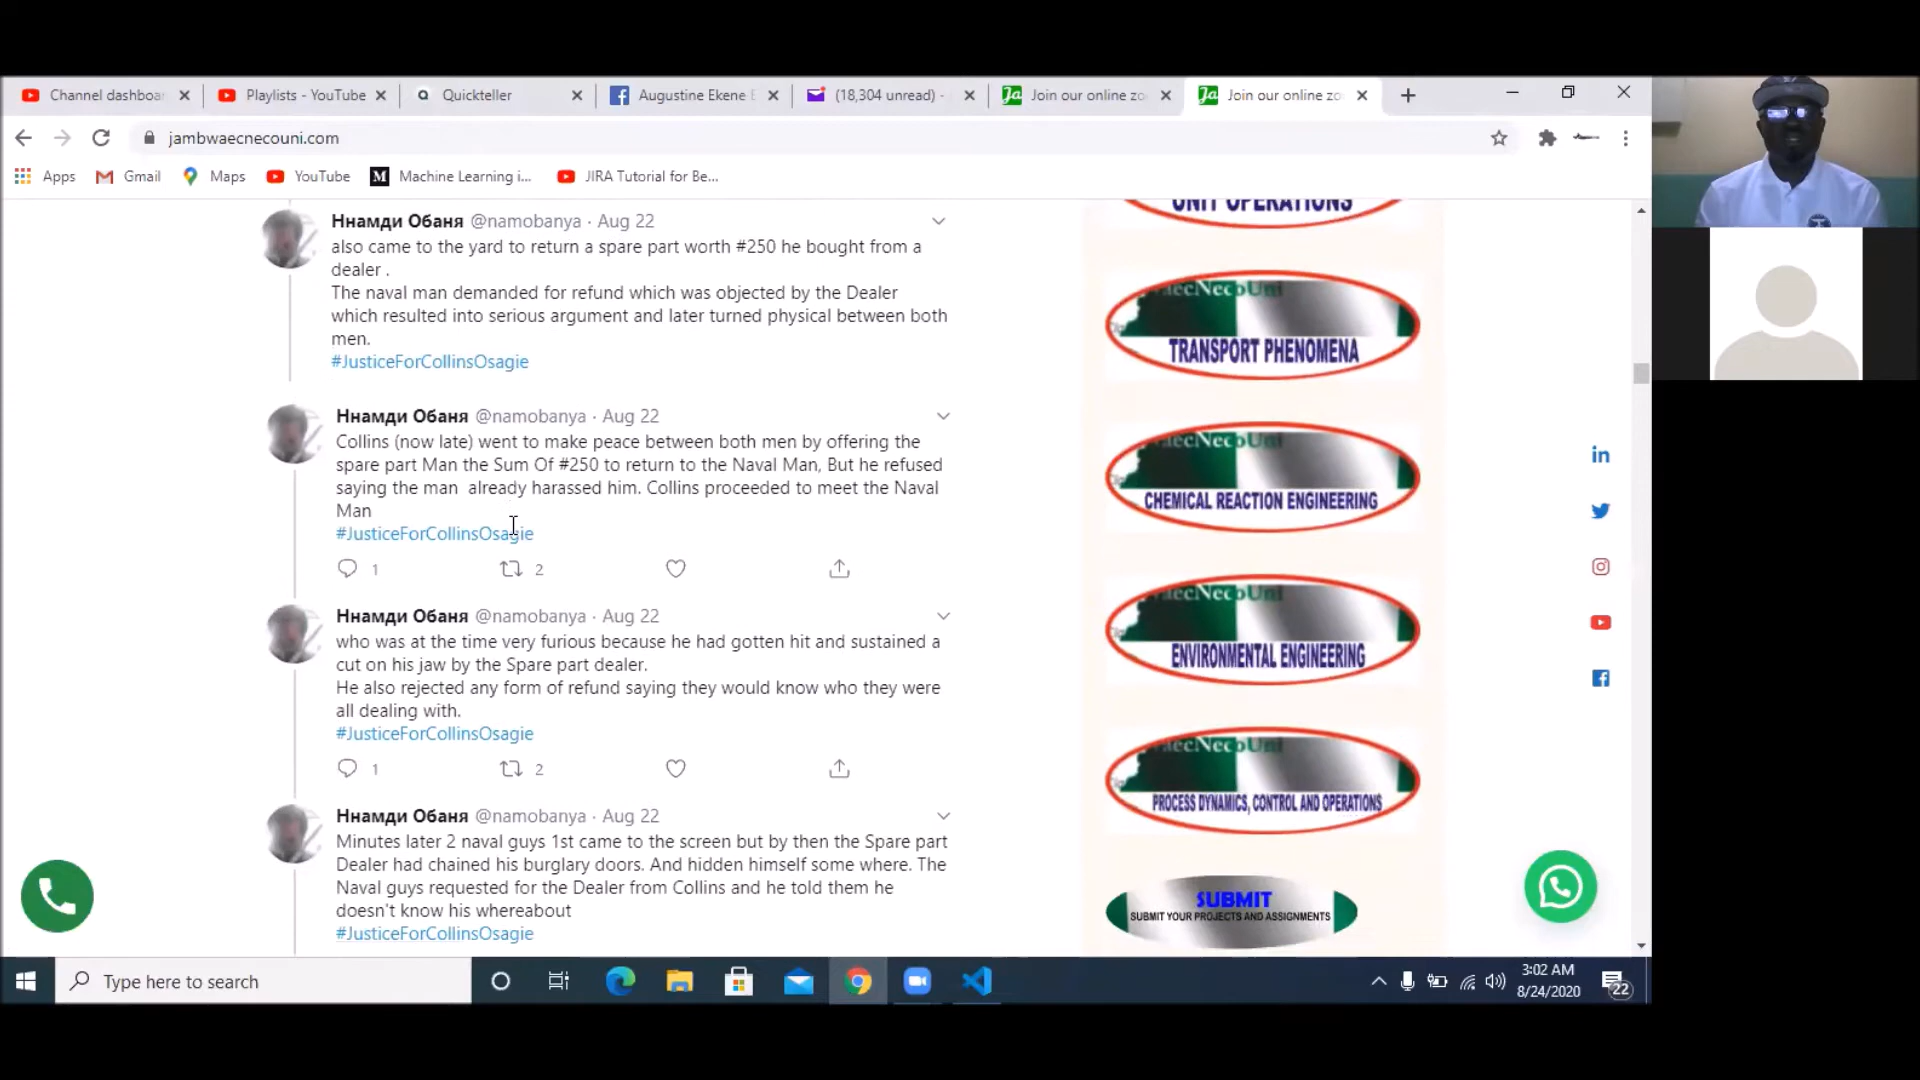 Channel dashboar
Playlists - YouTube
Quickteller
Augustine Ekene E
(18,304 unread) -
Join our online zo
Join our online zo
jambwaecnecouni.com
Apps
Gmail
Maps
YouTube
Machine Learning i...
JIRA Tutorial for Be...
Ннамди Обаня @namobanya · Aug 22
also came to the yard to return a spare part worth #250 he bought from a
dealer .
The naval man demanded for refund which was objected by the Dealer
which resulted into serious argument and later turned physical between both
men.
#JusticeForCollinsOsagie
Ннамди Обаня @namobanya · Aug 22
Collins (now late) went to make peace between both men by offering the
spare part Man the Sum Of #250 to return to the Naval Man, But he refused
saying the man  already harassed him. Collins proceeded to meet the Naval
Man
#JusticeForCollinsOsagie
1
2
Ннамди Обаня @namobanya · Aug 22
who was at the time very furious because he had gotten hit and sustained a
cut on his jaw by the Spare part dealer.
He also rejected any form of refund saying they would know who they were
all dealing with.
#JusticeForCollinsOsagie
1
2
Ннамди Обаня @namobanya · Aug 22
Minutes later 2 naval guys 1st came to the screen but by then the Spare part
Dealer had chained his burglary doors. And hidden himself some where. The
Naval guys requested for the Dealer from Collins and he told them he
doesn't know his whereabout
#JusticeForCollinsOsagie
UNIT OPERATIONS
aecNecoUni
TRANSPORT PHENOMENA
aecNecoUni
CHEMICAL REACTION ENGINEERING
aecNecoUni
ENVIRONMENTAL ENGINEERING
aecNecoUni
PROCESS DYNAMICS, CONTROL AND OPERATIONS
SUBMIT
SUBMIT YOUR PROJECTS AND ASSIGNMENTS
Type here to search
3:02 AM
8/24/2020
22